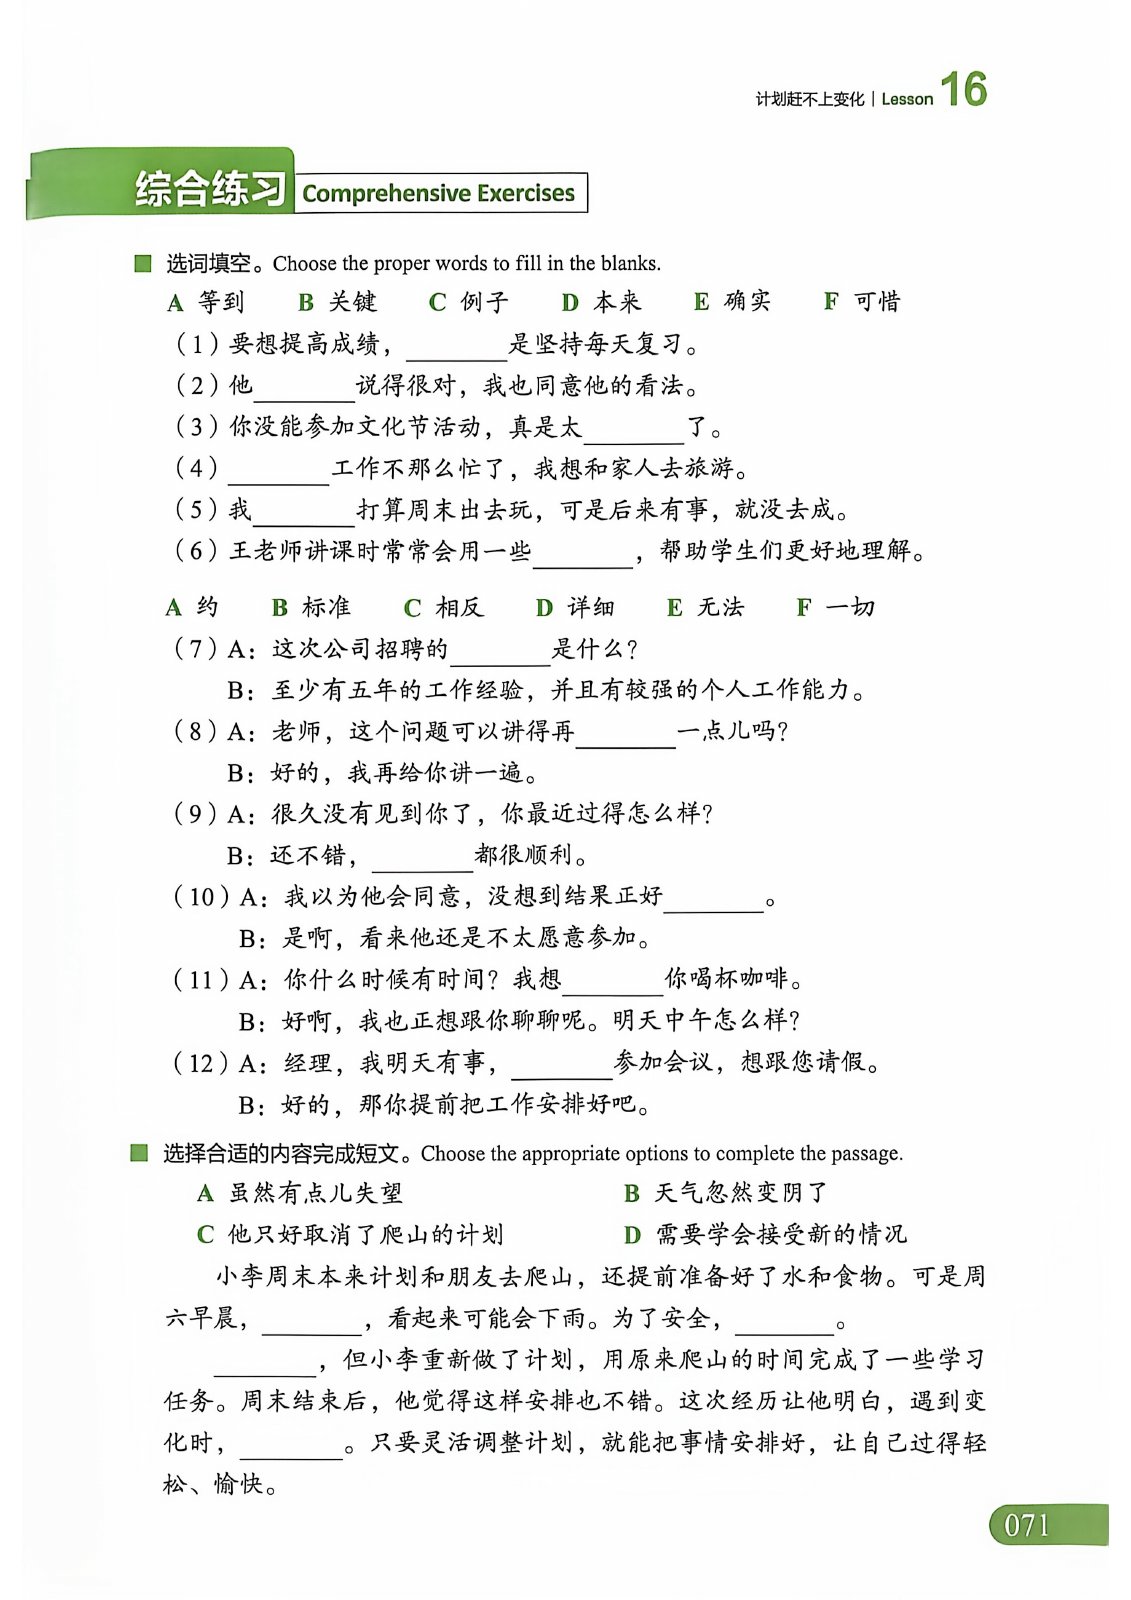 计划赶不上变化 | Lesson 16
综合练习 Comprehensive Exercises
选词填空。Choose the proper words to fill in the blanks.
A 等到 B 关键 C 例子 D 本来 E 确实 F 可惜
（1）要想提高成绩，________是坚持每天复习。
（2）他________说得很对，我也同意他的看法。
（3）你没能参加文化节活动，真是太________了。
（4）________工作不那么忙了，我想和家人去旅游。
（5）我________打算周末出去玩，可是后来有事，就没去成。
（6）王老师讲课时常常会用一些________，帮助学生们更好地理解。
A 约 B 标准 C 相反 D 详细 E 无法 F 一切
（7）A：这次公司招聘的________是什么？
B：至少有五年的工作经验，并且有较强的个人工作能力。
（8）A：老师，这个问题可以讲得再________一点儿吗？
B：好的，我再给你讲一遍。
（9）A：很久没有见到你了，你最近过得怎么样？
B：还不错，________都很顺利。
（10）A：我以为他会同意，没想到结果正好________。
B：是啊，看来他还是不太愿意参加。
（11）A：你什么时候有时间？我想________你喝杯咖啡。
B：好啊，我也正想跟你聊聊呢。明天中午怎么样？
（12）A：经理，我明天有事，________参加会议，想跟您请假。
B：好的，那你提前把工作安排好吧。
选择合适的内容完成短文。Choose the appropriate options to complete the passage.
A 虽然有点儿失望 B 天气忽然变阴了
C 他只好取消了爬山的计划 D 需要学会接受新的情况
小李周末本来计划和朋友去爬山，还提前准备好了水和食物。可是周
六早晨，________，看起来可能会下雨。为了安全，________。
________，但小李重新做了计划，用原来爬山的时间完成了一些学习
任务。周末结束后，他觉得这样安排也不错。这次经历让他明白，遇到变
化时，________。只要灵活调整计划，就能把事情安排好，让自己过得轻
松、愉快。
071